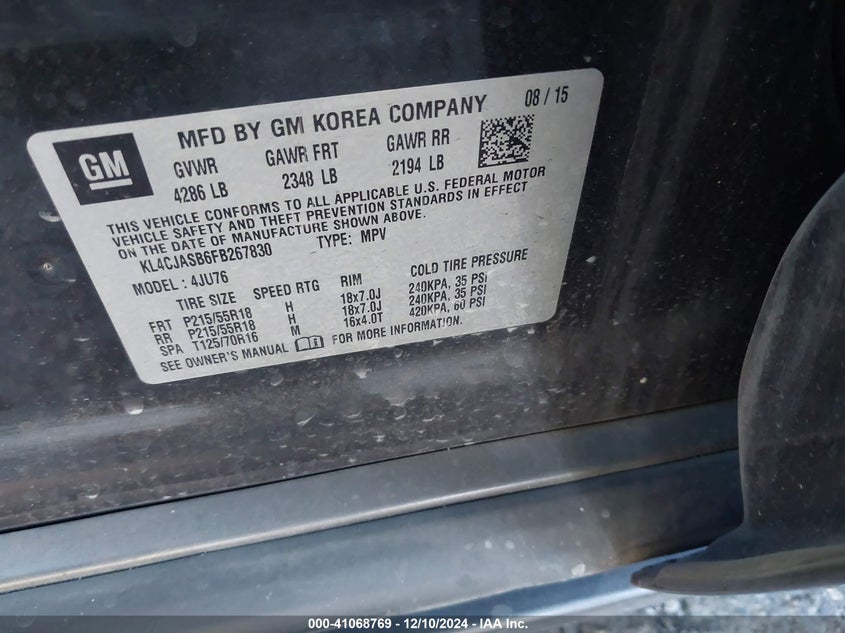 GM
MFD BY GM KOREA COMPANY 08 / 15
GVWR GAWR FRT GAWR RR
4286 LB 2348 LB 2194 LB
THIS VEHICLE CONFORMS TO ALL APPLICABLE U.S. FEDERAL MOTOR
VEHICLE SAFETY AND THEFT PREVENTION STANDARDS IN EFFECT
ON THE DATE OF MANUFACTURE SHOWN ABOVE.
KL4CJASB6FB267830 TYPE: MPV
MODEL : 4JU76
TIRE SIZE SPEED RTG RIM COLD TIRE PRESSURE
FRT P215/55R18 H 18x7.0J 240KPA, 35 PSI
RR P215/55R18 H 18x7.0J 240KPA, 35 PSI
SPA T125/70R16 M 16x4.0T 420KPA, 60 PSI
SEE OWNER'S MANUAL FOR MORE INFORMATION.
000-41068769 - 12/10/2024 - IAA Inc.